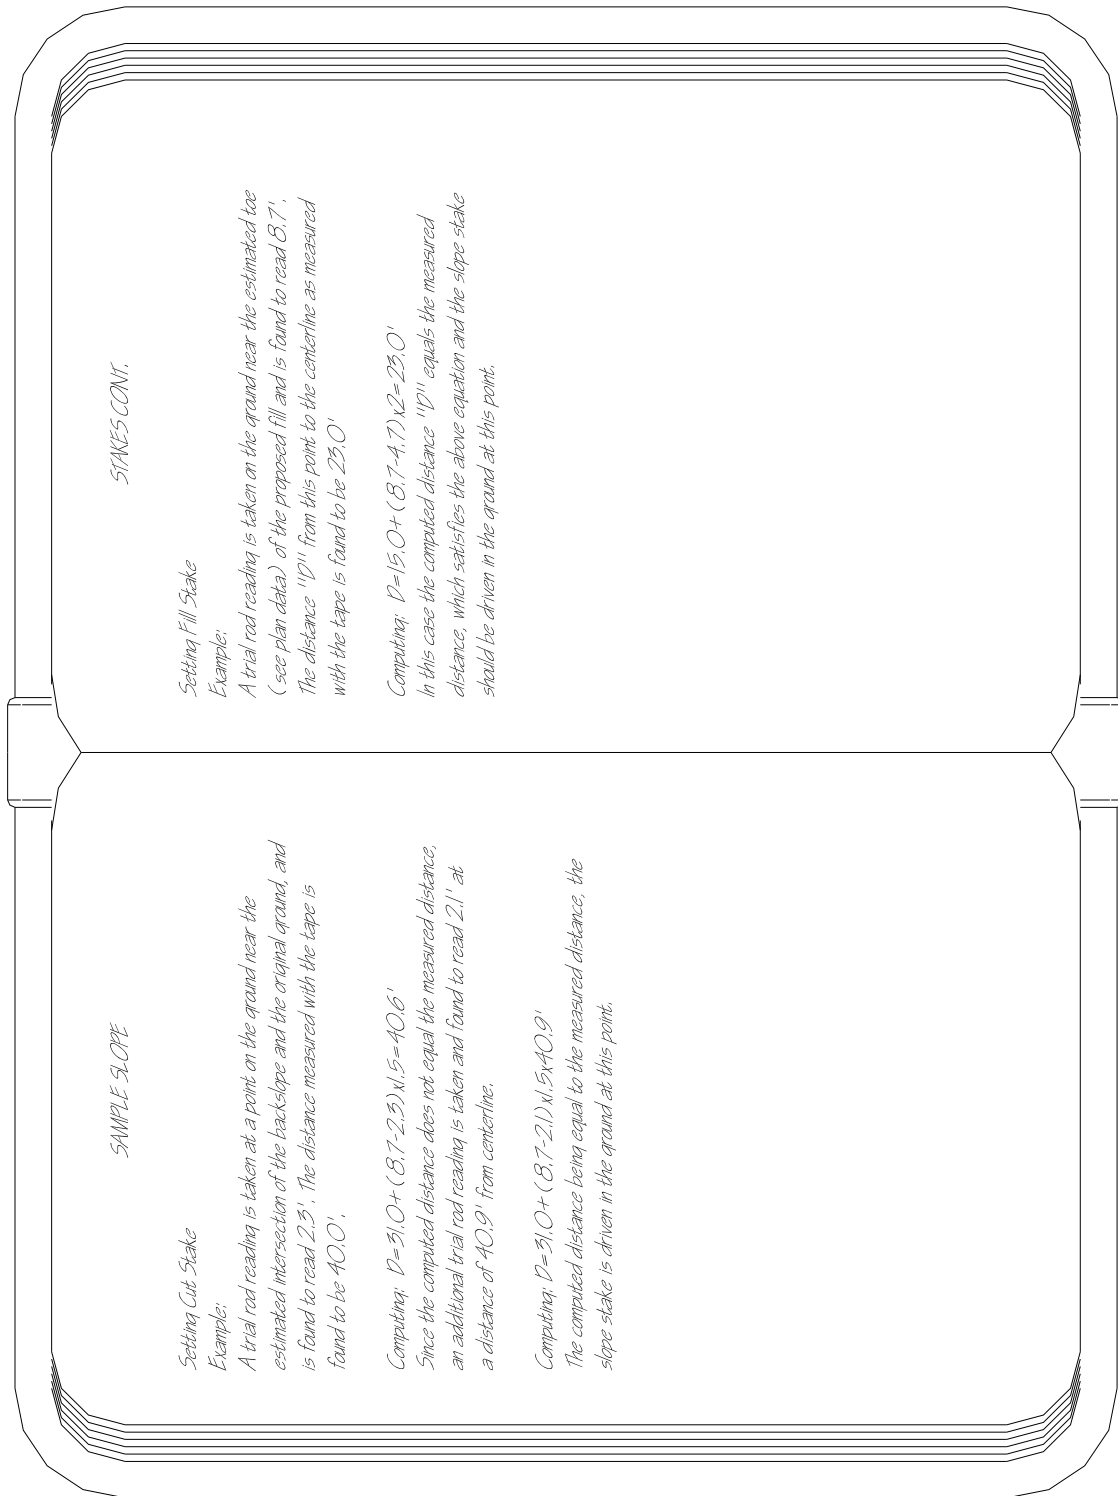 SAMPLE SLOPE
Setting Cut Stake
Example:
A trial rod reading is taken at a point on the ground near the
estimated intersection of the backslope and the original ground, and
is found to read 2.3'. The distance measured with the tape is
found to be 40.0'.
Computing: D=31.0+(8.7-2.3)x1.5=40.6'
Since the computed distance does not equal the measured distance,
an additional trial rod reading is taken and found to read 2.1' at
a distance of 40.9' from centerline.
Computing: D=31.0+(8.7-2.1)x1.5x40.9'
The computed distance being equal to the measured distance, the
slope stake is driven in the ground at this point.
STAKES CONT.
Setting Fill Stake
Example:
A trial rod reading is taken on the ground near the estimated toe
(see plan data) of the proposed fill and is found to read 8.7'.
The distance "D" from this point to the centerline as measured
with the tape is found to be 23.0'
Computing: D=15.0+(8.7-4.7)x2=23.0'
In this case the computed distance "D" equals the measured
distance, which satisfies the above equation and the slope stake
should be driven in the ground at this point.